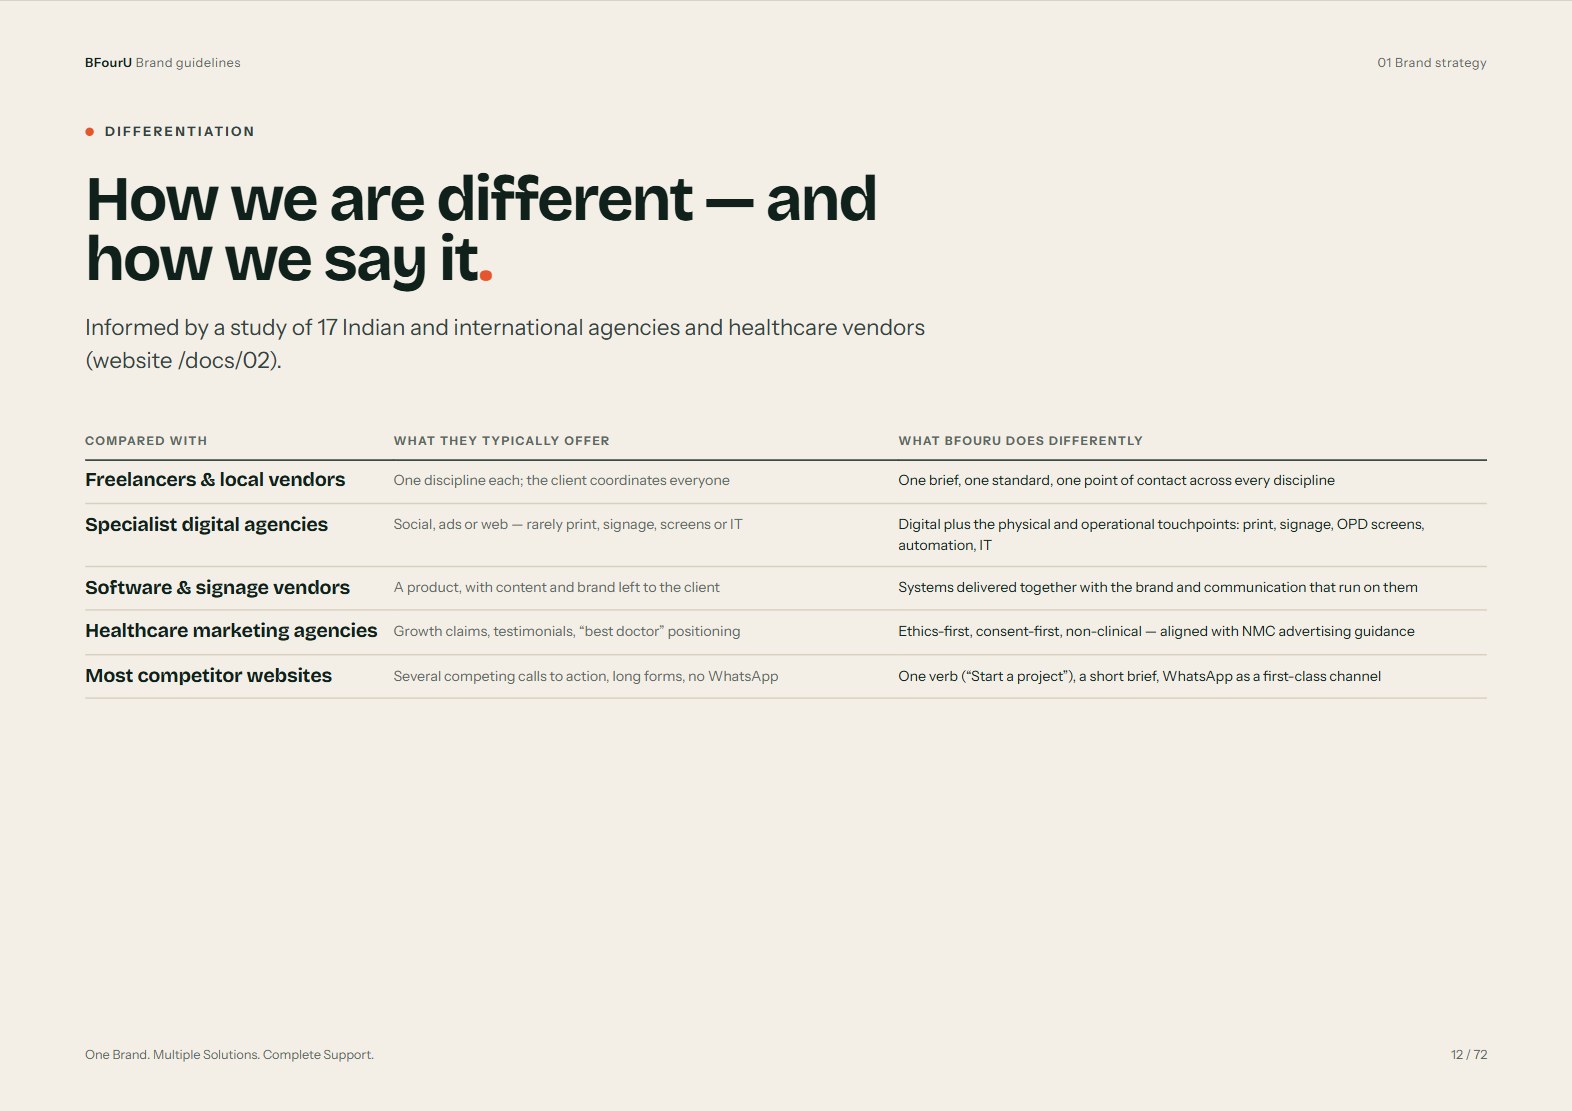 BFourU Brand guidelines
01 Brand strategy
DIFFERENTIATION
How we are different — and
how we say it.
Informed by a study of 17 Indian and international agencies and healthcare vendors
(website /docs/02).
COMPARED WITH WHAT THEY TYPICALLY OFFER WHAT BFOURU DOES DIFFERENTLY
Freelancers & local vendors One discipline each; the client coordinates everyone One brief, one standard, one point of contact across every discipline
Specialist digital agencies Social, ads or web — rarely print, signage, screens or IT Digital plus the physical and operational touchpoints: print, signage, OPD screens,
automation, IT
Software & signage vendors A product, with content and brand left to the client Systems delivered together with the brand and communication that run on them
Healthcare marketing agencies Growth claims, testimonials, “best doctor” positioning Ethics-first, consent-first, non-clinical — aligned with NMC advertising guidance
Most competitor websites Several competing calls to action, long forms, no WhatsApp One verb (“Start a project”), a short brief, WhatsApp as a first-class channel
One Brand. Multiple Solutions. Complete Support.
12 / 72